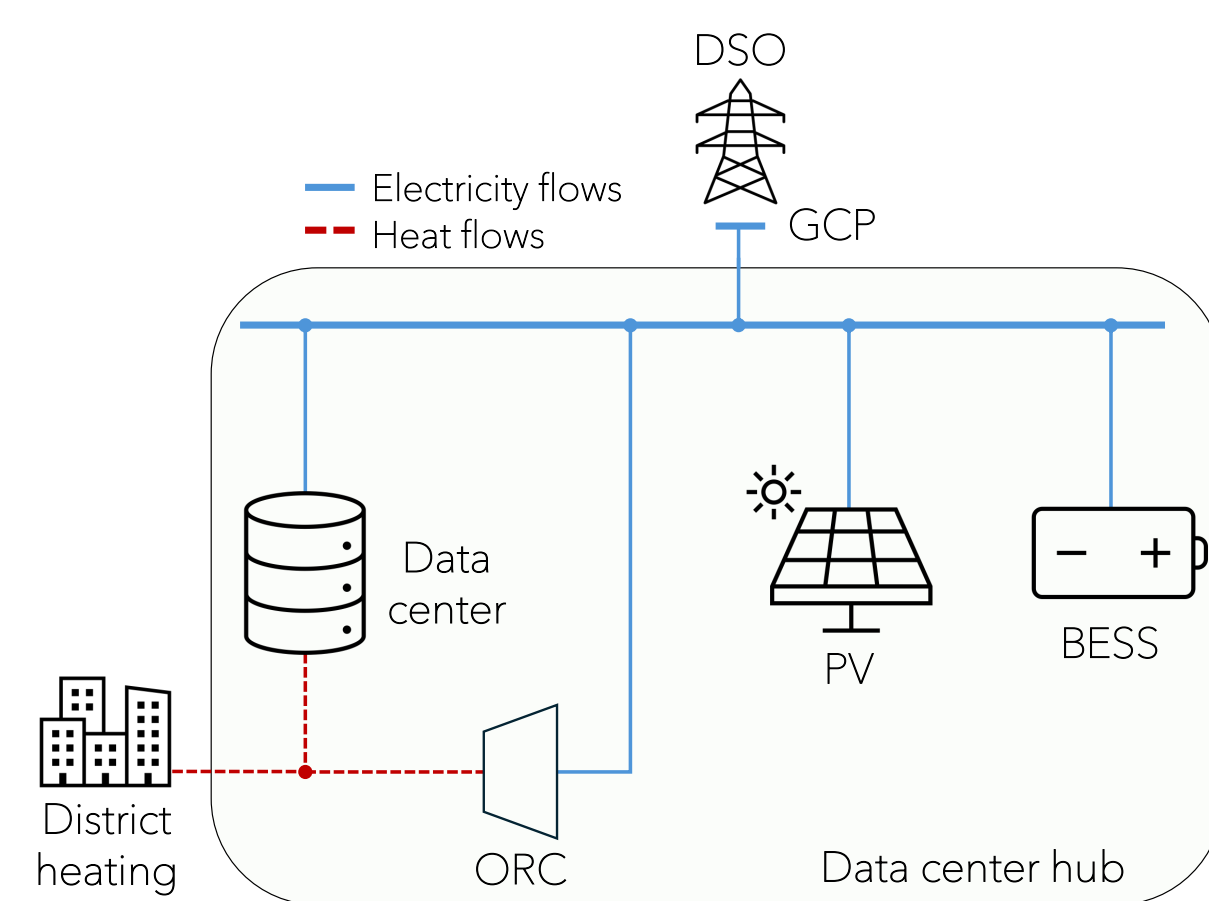 DSO
GCP
Electricity flows
Heat flows
Data
center
PV
BESS
District
heating
ORC
Data center hub